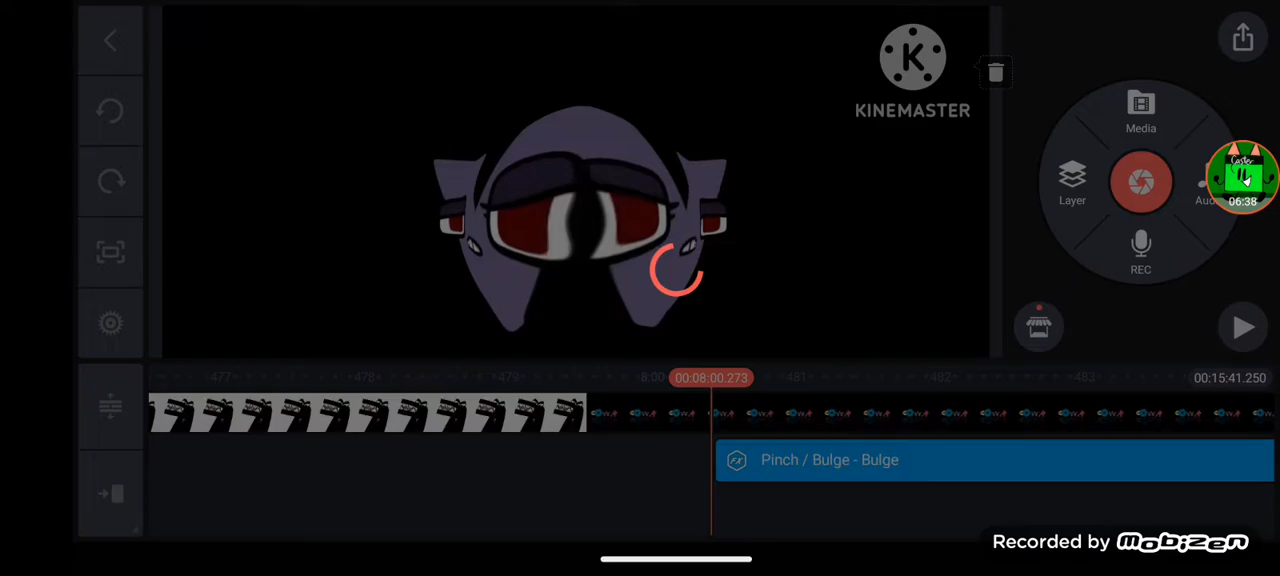 K
KINEMASTER
Media
Layer
REC
Caster
06:38
477
478
479
8:00
00:08:00.273
481
482
483
00:15:41.250
Pinch / Bulge - Bulge
Recorded by mobizen